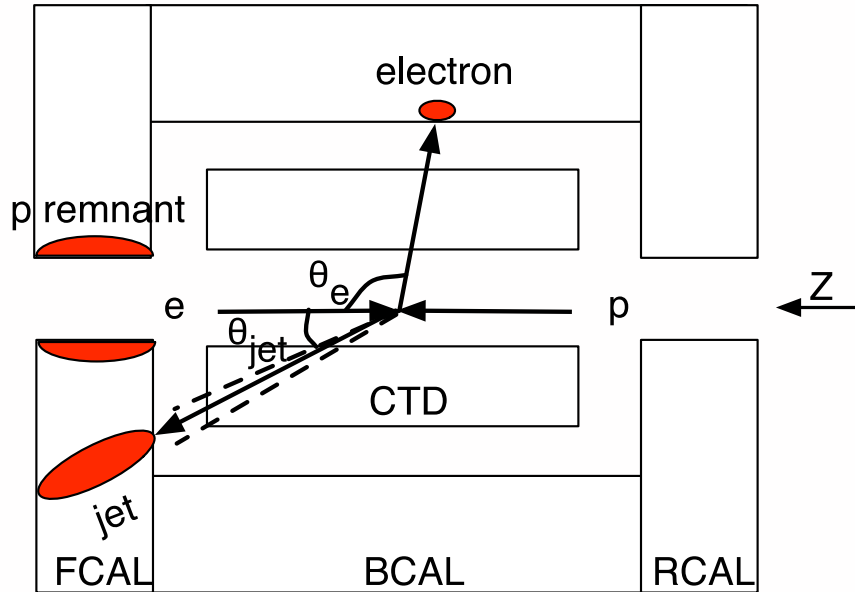 electron
p remnant
θe
e
p
Z
θjet
CTD
jet
FCAL
BCAL
RCAL